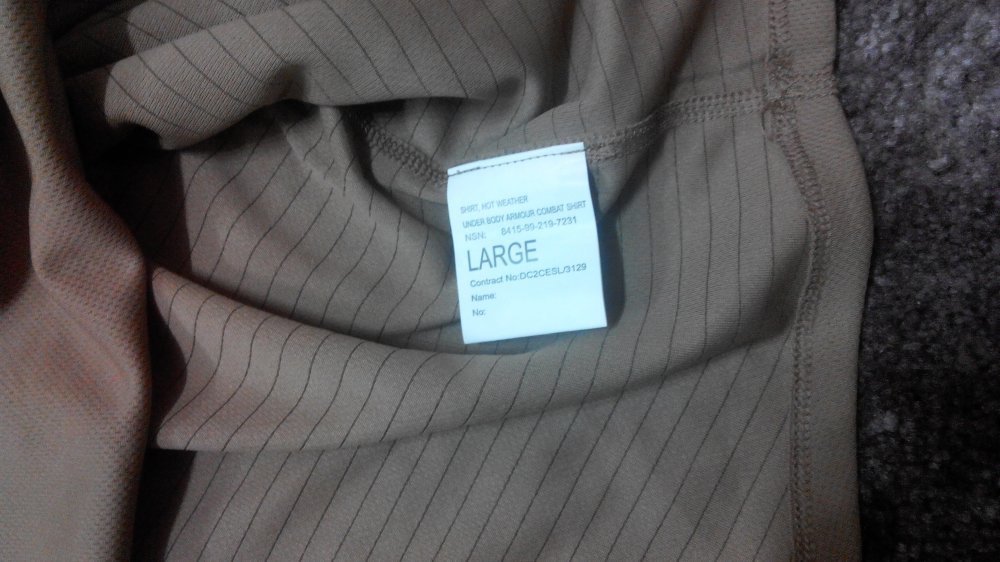 SHIRT, HOT WEATHER
UNDER BODY ARMOUR COMBAT SHIRT
NSN: 8415-99-219-7231
LARGE
Contract No:DC2CESL/3129
Name:
No: